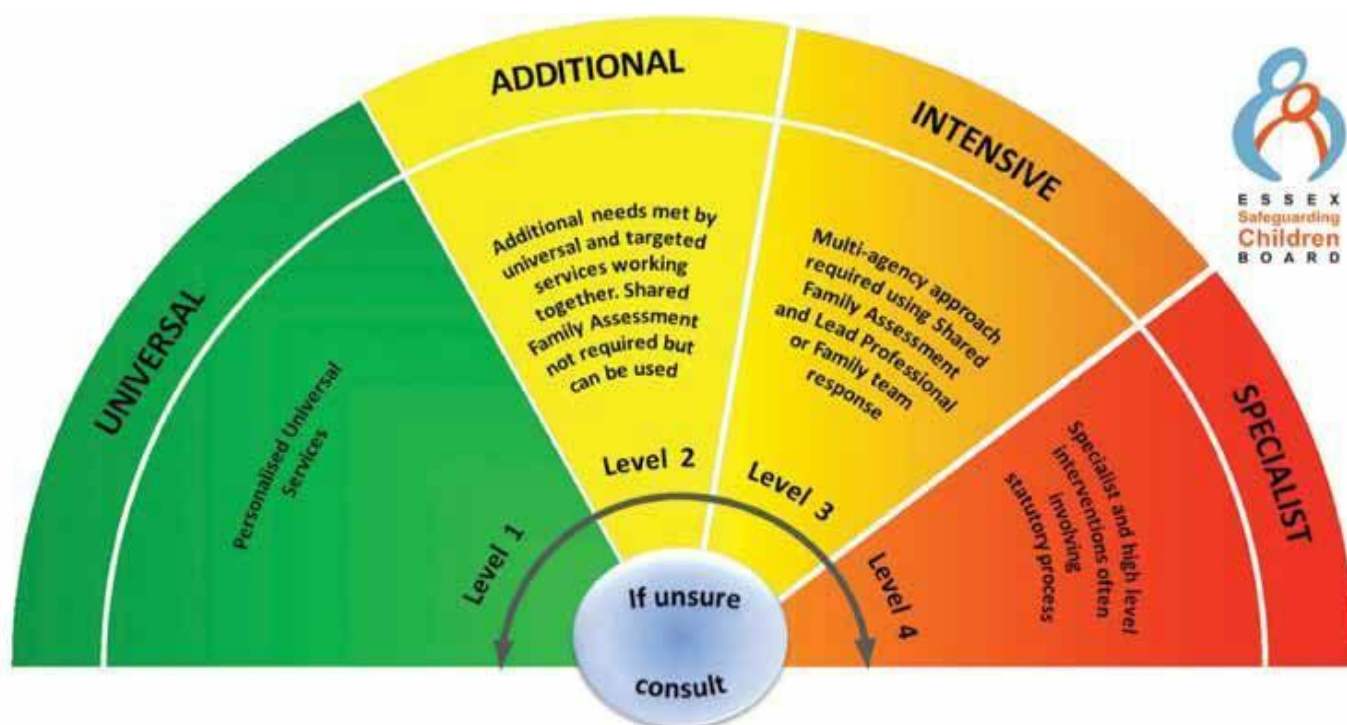 UNIVERSAL
Personalised Universal
Services
Level 1
ADDITIONAL
Additional needs met by
universal and targeted
services working
together. Shared
Family Assessment
not required but
can be used
Level 2
INTENSIVE
Multi-agency approach
required using Shared
Family Assessment
and Lead Professional
or Family team
response
Level 3
SPECIALIST
Specialist and high level
interventions often
involving
statutory process
Level 4
If unsure
consult
ESSEX
Safeguarding
Children
BOARD